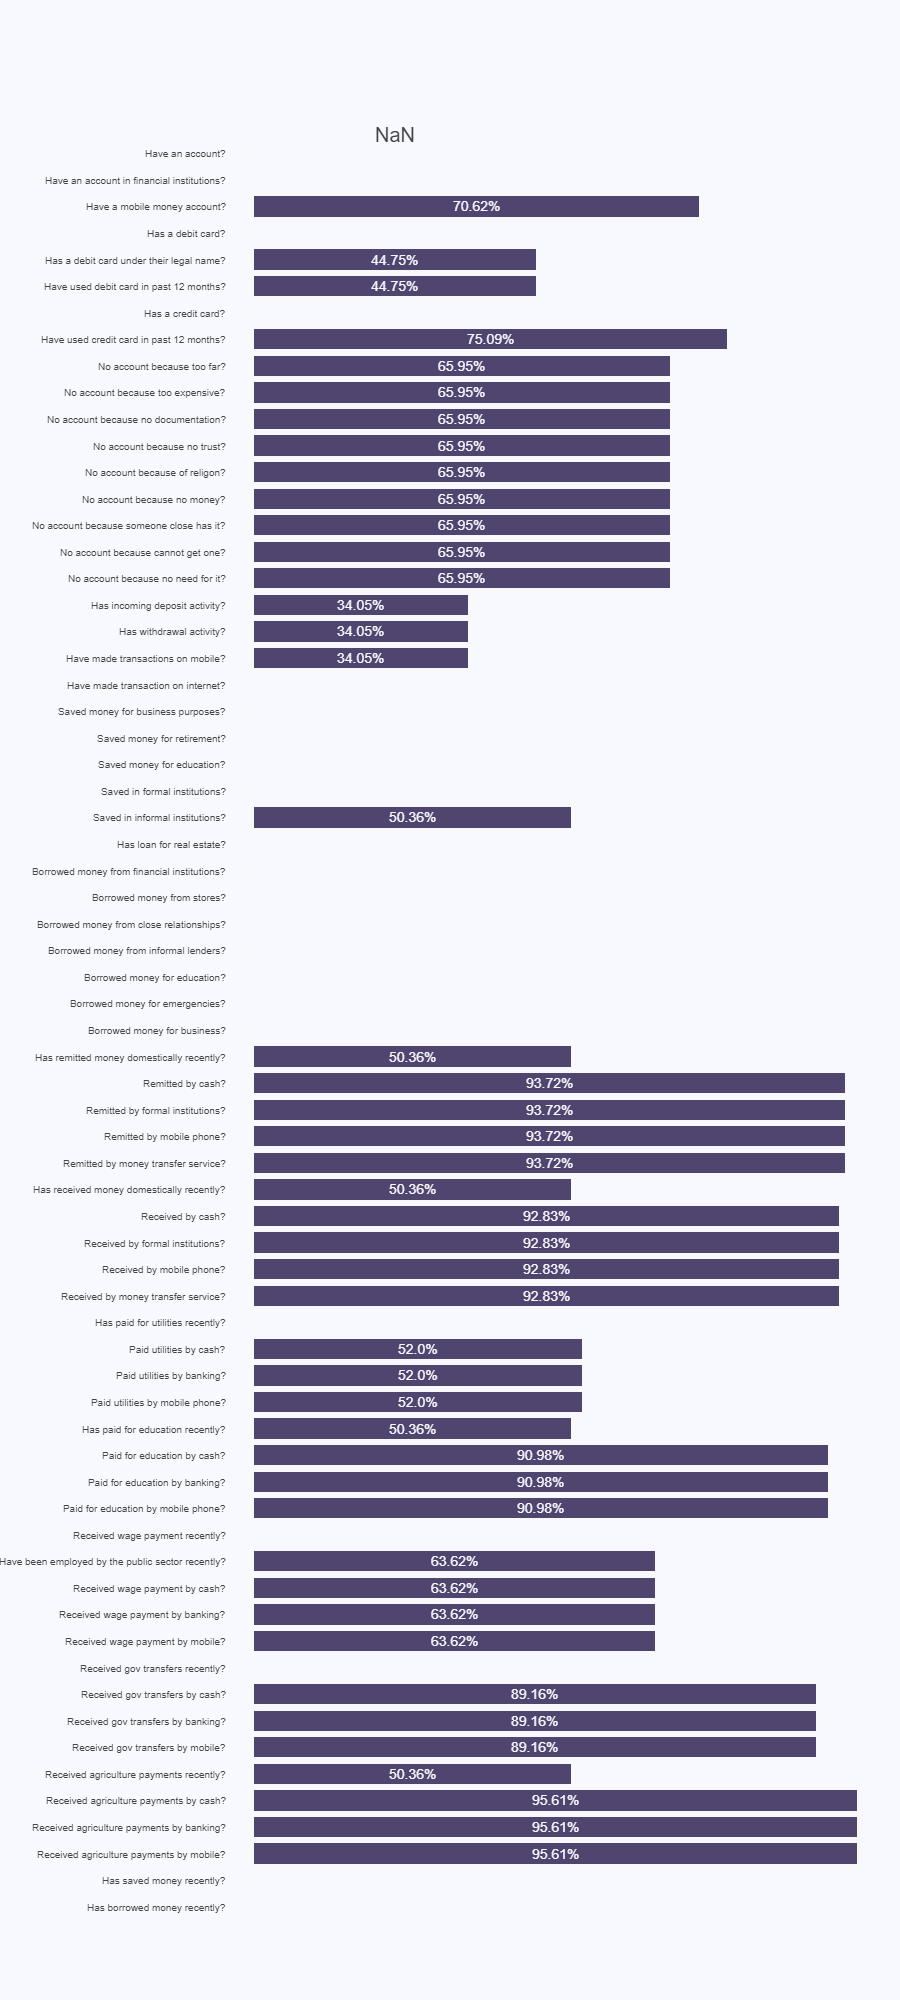 NaN
Have an account?
Have an account in financial institutions?
Have a mobile money account? 70.62%
Has a debit card?
Has a debit card under their legal name? 44.75%
Have used debit card in past 12 months? 44.75%
Has a credit card?
Have used credit card in past 12 months? 75.09%
No account because too far? 65.95%
No account because too expensive? 65.95%
No account because no documentation? 65.95%
No account because no trust? 65.95%
No account because of religon? 65.95%
No account because no money? 65.95%
No account because someone close has it? 65.95%
No account because cannot get one? 65.95%
No account because no need for it? 65.95%
Has incoming deposit activity? 34.05%
Has withdrawal activity? 34.05%
Have made transactions on mobile? 34.05%
Have made transaction on internet?
Saved money for business purposes?
Saved money for retirement?
Saved money for education?
Saved in formal institutions?
Saved in informal institutions? 50.36%
Has loan for real estate?
Borrowed money from financial institutions?
Borrowed money from stores?
Borrowed money from close relationships?
Borrowed money from informal lenders?
Borrowed money for education?
Borrowed money for emergencies?
Borrowed money for business?
Has remitted money domestically recently? 50.36%
Remitted by cash? 93.72%
Remitted by formal institutions? 93.72%
Remitted by mobile phone? 93.72%
Remitted by money transfer service? 93.72%
Has received money domestically recently? 50.36%
Received by cash? 92.83%
Received by formal institutions? 92.83%
Received by mobile phone? 92.83%
Received by money transfer service? 92.83%
Has paid for utilities recently?
Paid utilities by cash? 52.0%
Paid utilities by banking? 52.0%
Paid utilities by mobile phone? 52.0%
Has paid for education recently? 50.36%
Paid for education by cash? 90.98%
Paid for education by banking? 90.98%
Paid for education by mobile phone? 90.98%
Received wage payment recently?
Have been employed by the public sector recently? 63.62%
Received wage payment by cash? 63.62%
Received wage payment by banking? 63.62%
Received wage payment by mobile? 63.62%
Received gov transfers recently?
Received gov transfers by cash? 89.16%
Received gov transfers by banking? 89.16%
Received gov transfers by mobile? 89.16%
Received agriculture payments recently? 50.36%
Received agriculture payments by cash? 95.61%
Received agriculture payments by banking? 95.61%
Received agriculture payments by mobile? 95.61%
Has saved money recently?
Has borrowed money recently?